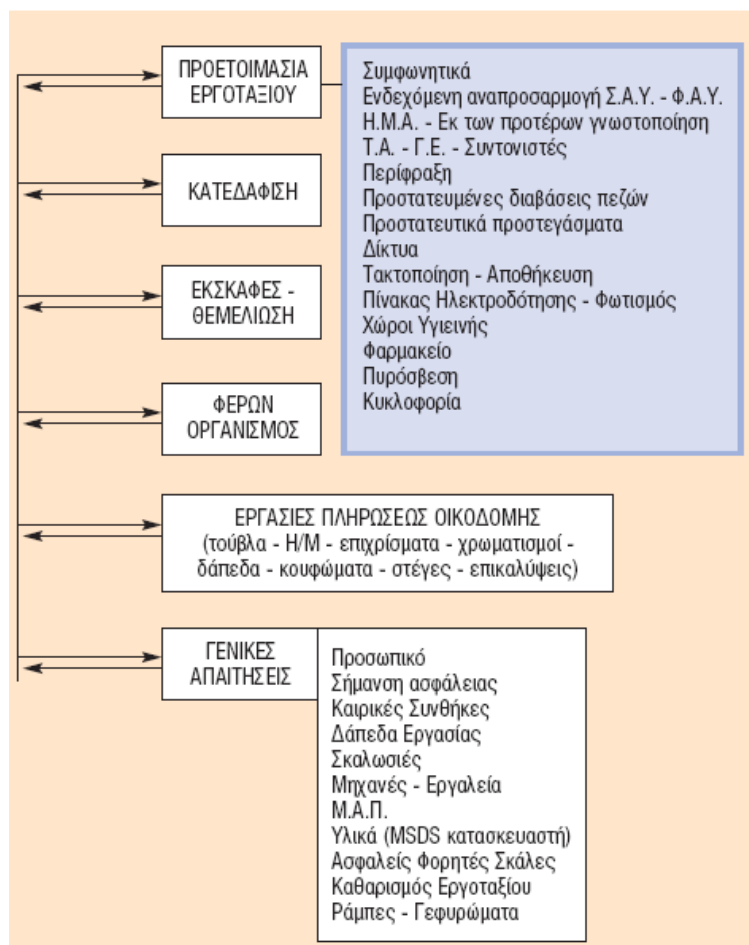 ΠΡΟΕΤΟΙΜΑΣΙΑ
ΕΡΓΟΤΑΞΙΟΥ
Συμφωνητικά
Ενδεχόμενη αναπροσαρμογή Σ.Α.Υ. - Φ.Α.Υ.
Η.Μ.Α. - Εκ των προτέρων γνωστοποίηση
Τ.Α. - Γ.Ε. - Συντονιστές
Περίφραξη
Προστατευμένες διαβάσεις πεζών
Προστατευτικά προστεγάσματα
Δίκτυα
Τακτοποίηση - Αποθήκευση
Πίνακας Ηλεκτροδότησης - Φωτισμός
Χώροι Υγιεινής
Φαρμακείο
Πυρόσβεση
Κυκλοφορία
ΚΑΤΕΔΑΦΙΣΗ
ΕΚΣΚΑΦΕΣ -
ΘΕΜΕΛΙΩΣΗ
ΦΕΡΩΝ
ΟΡΓΑΝΙΣΜΟΣ
ΕΡΓΑΣΙΕΣ ΠΛΗΡΩΣΕΩΣ ΟΙΚΟΔΟΜΗΣ
(τούβλα - Η/Μ - επιχρίσματα - χρωματισμοί -
δάπεδα - κουφώματα - στέγες - επικαλύψεις)
ΓΕΝΙΚΕΣ
ΑΠΑΙΤΗΣΕΙΣ
Προσωπικό
Σήμανση ασφάλειας
Καιρικές Συνθήκες
Δάπεδα Εργασίας
Σκαλωσιές
Μηχανές - Εργαλεία
Μ.Α.Π.
Υλικά (MSDS κατασκευαστή)
Ασφαλείς Φορητές Σκάλες
Καθαρισμός Εργοταξίου
Ράμπες - Γεφυρώματα